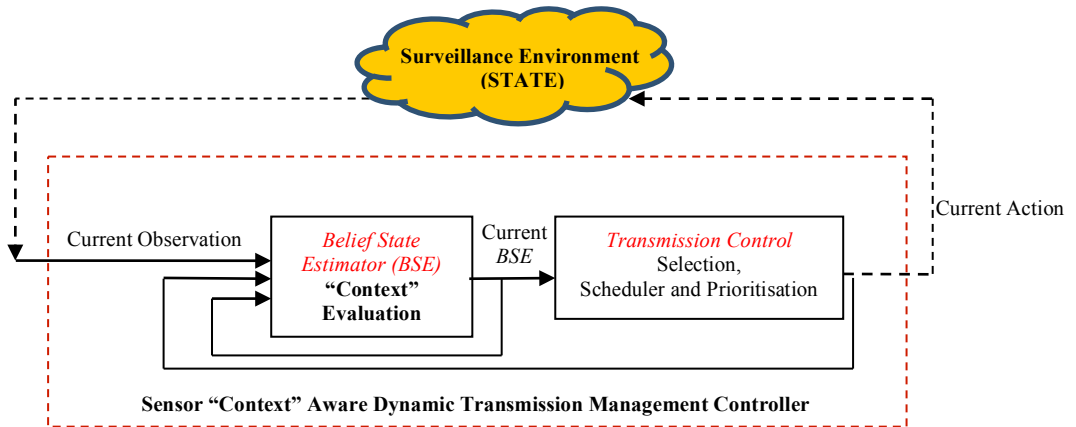 Surveillance Environment
(STATE)
Current Action
Current Observation
Belief State
Estimator (BSE)
“Context”
Evaluation
Current
BSE
Transmission Control
Selection,
Scheduler and Prioritisation
Sensor “Context” Aware Dynamic Transmission Management Controller